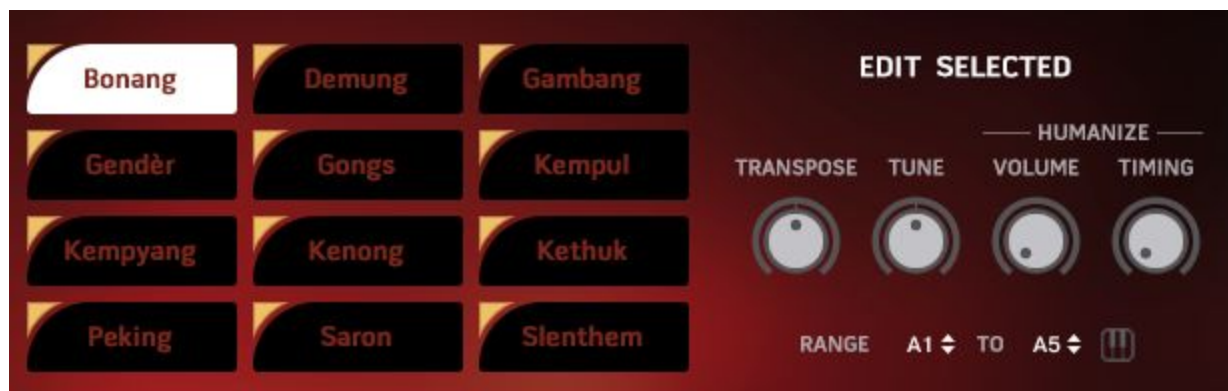 Bonang
Demung
Gambang
Gendèr
Gongs
Kempul
Kempyang
Kenong
Kethuk
Peking
Saron
Slenthem
EDIT SELECTED
HUMANIZE
TRANSPOSE TUNE VOLUME TIMING
RANGE A1 TO A5